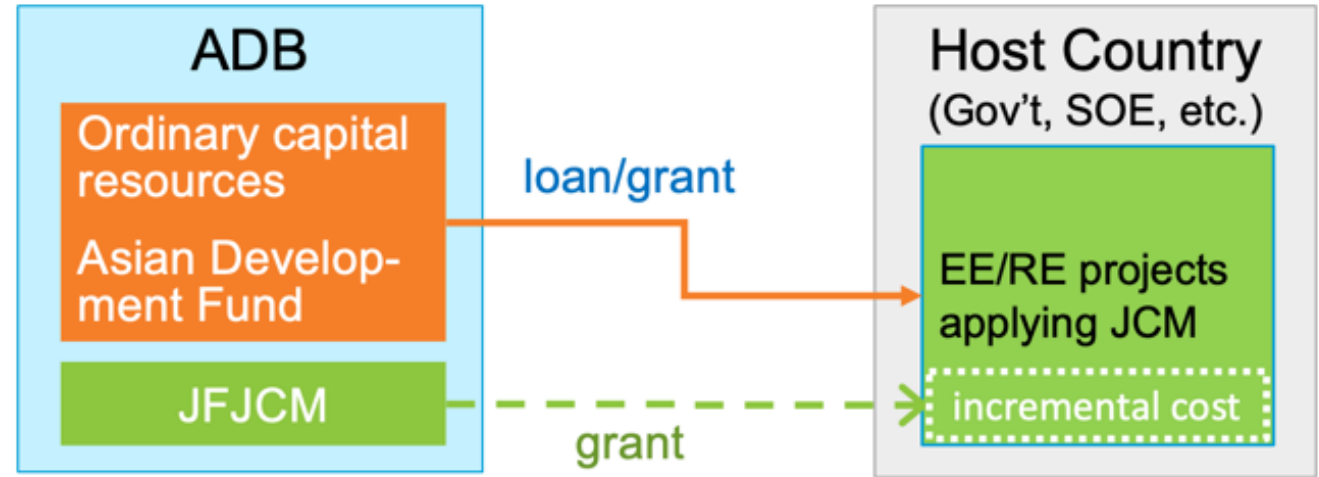 ADB
Ordinary capital
resources
Asian Develop-
ment Fund
JFJCM
loan/grant
grant
Host Country
(Gov't, SOE, etc.)
EE/RE projects
applying JCM
incremental cost